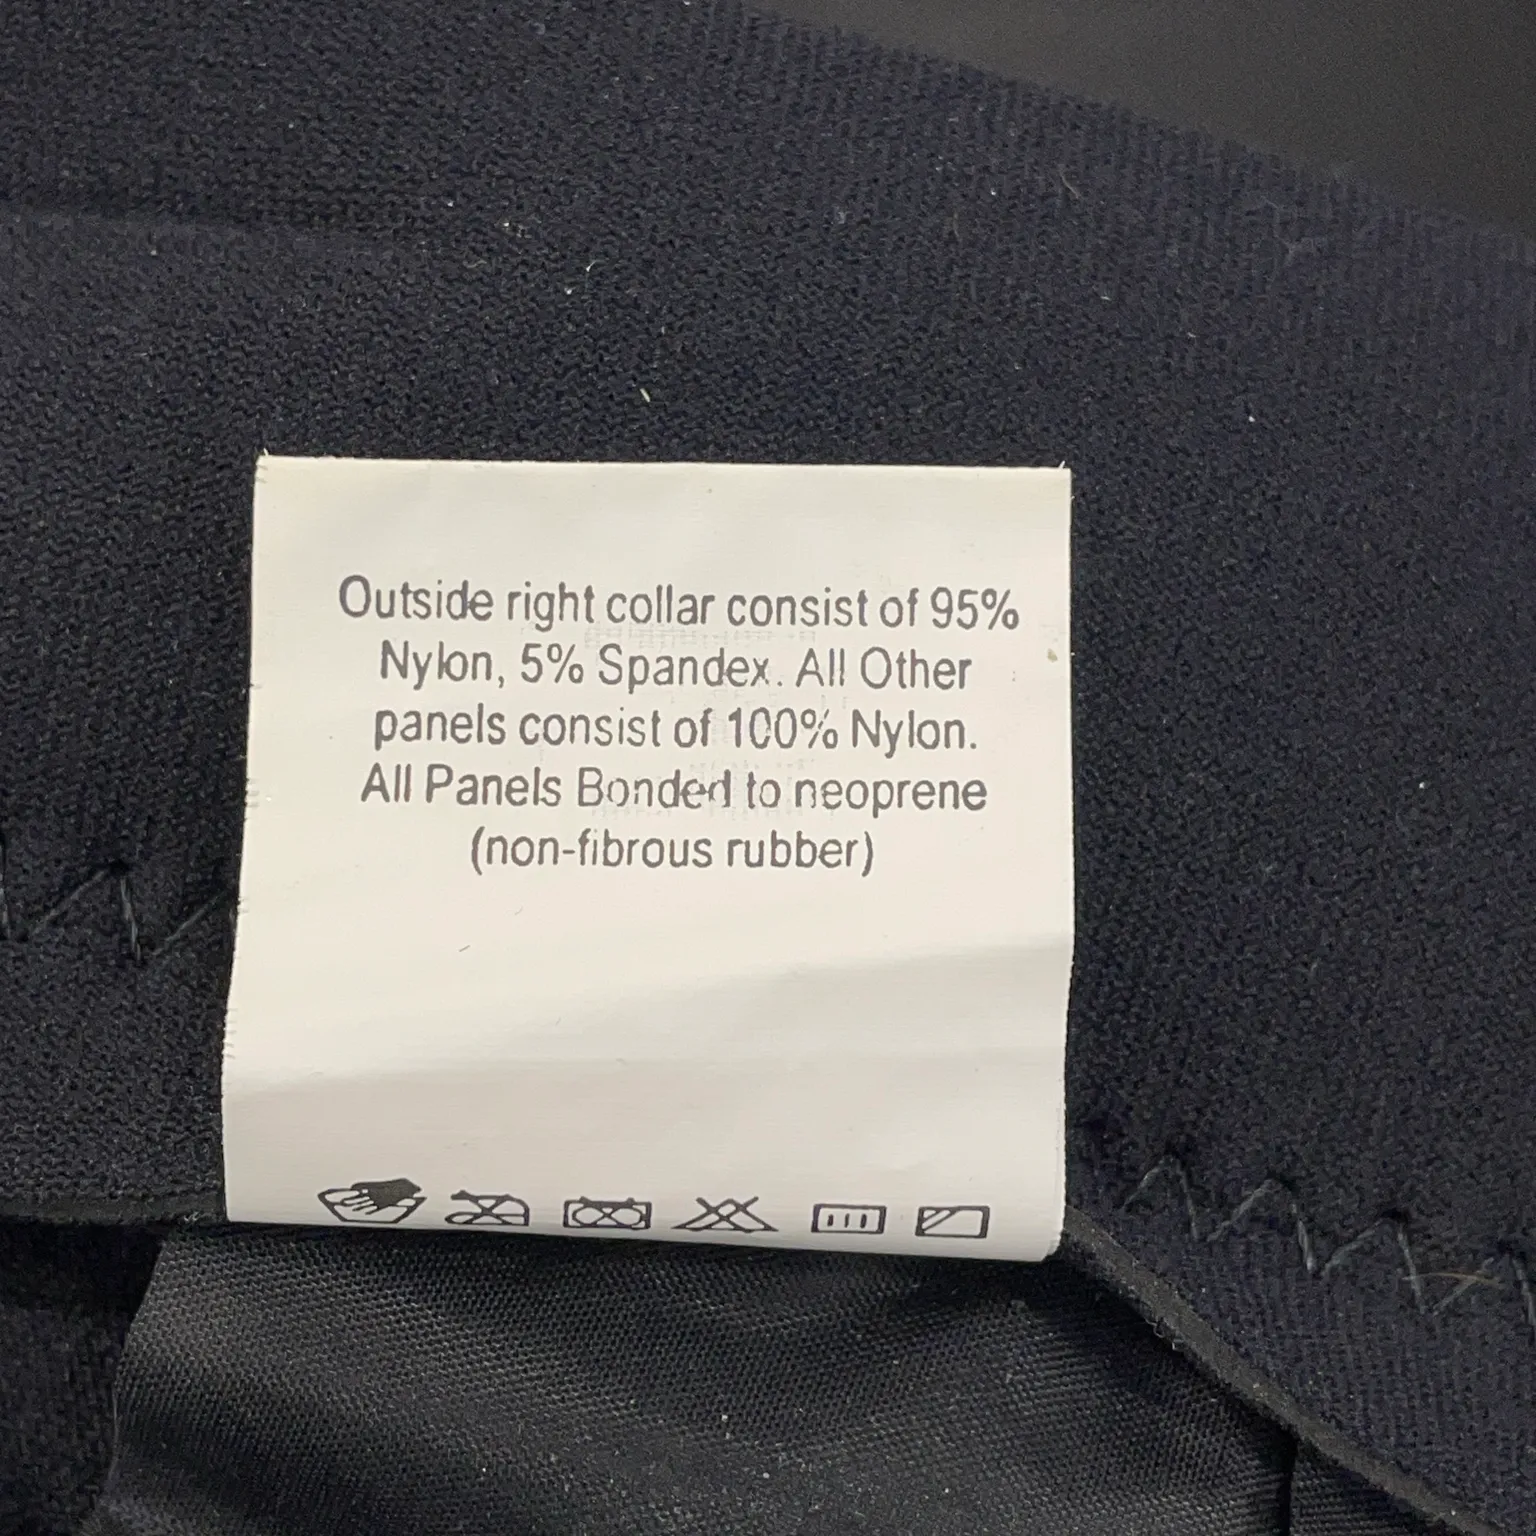 Outside right collar consist of 95%
Nylon, 5% Spandex. All Other
panels consist of 100% Nylon.
All Panels Bonded to neoprene
(non-fibrous rubber)